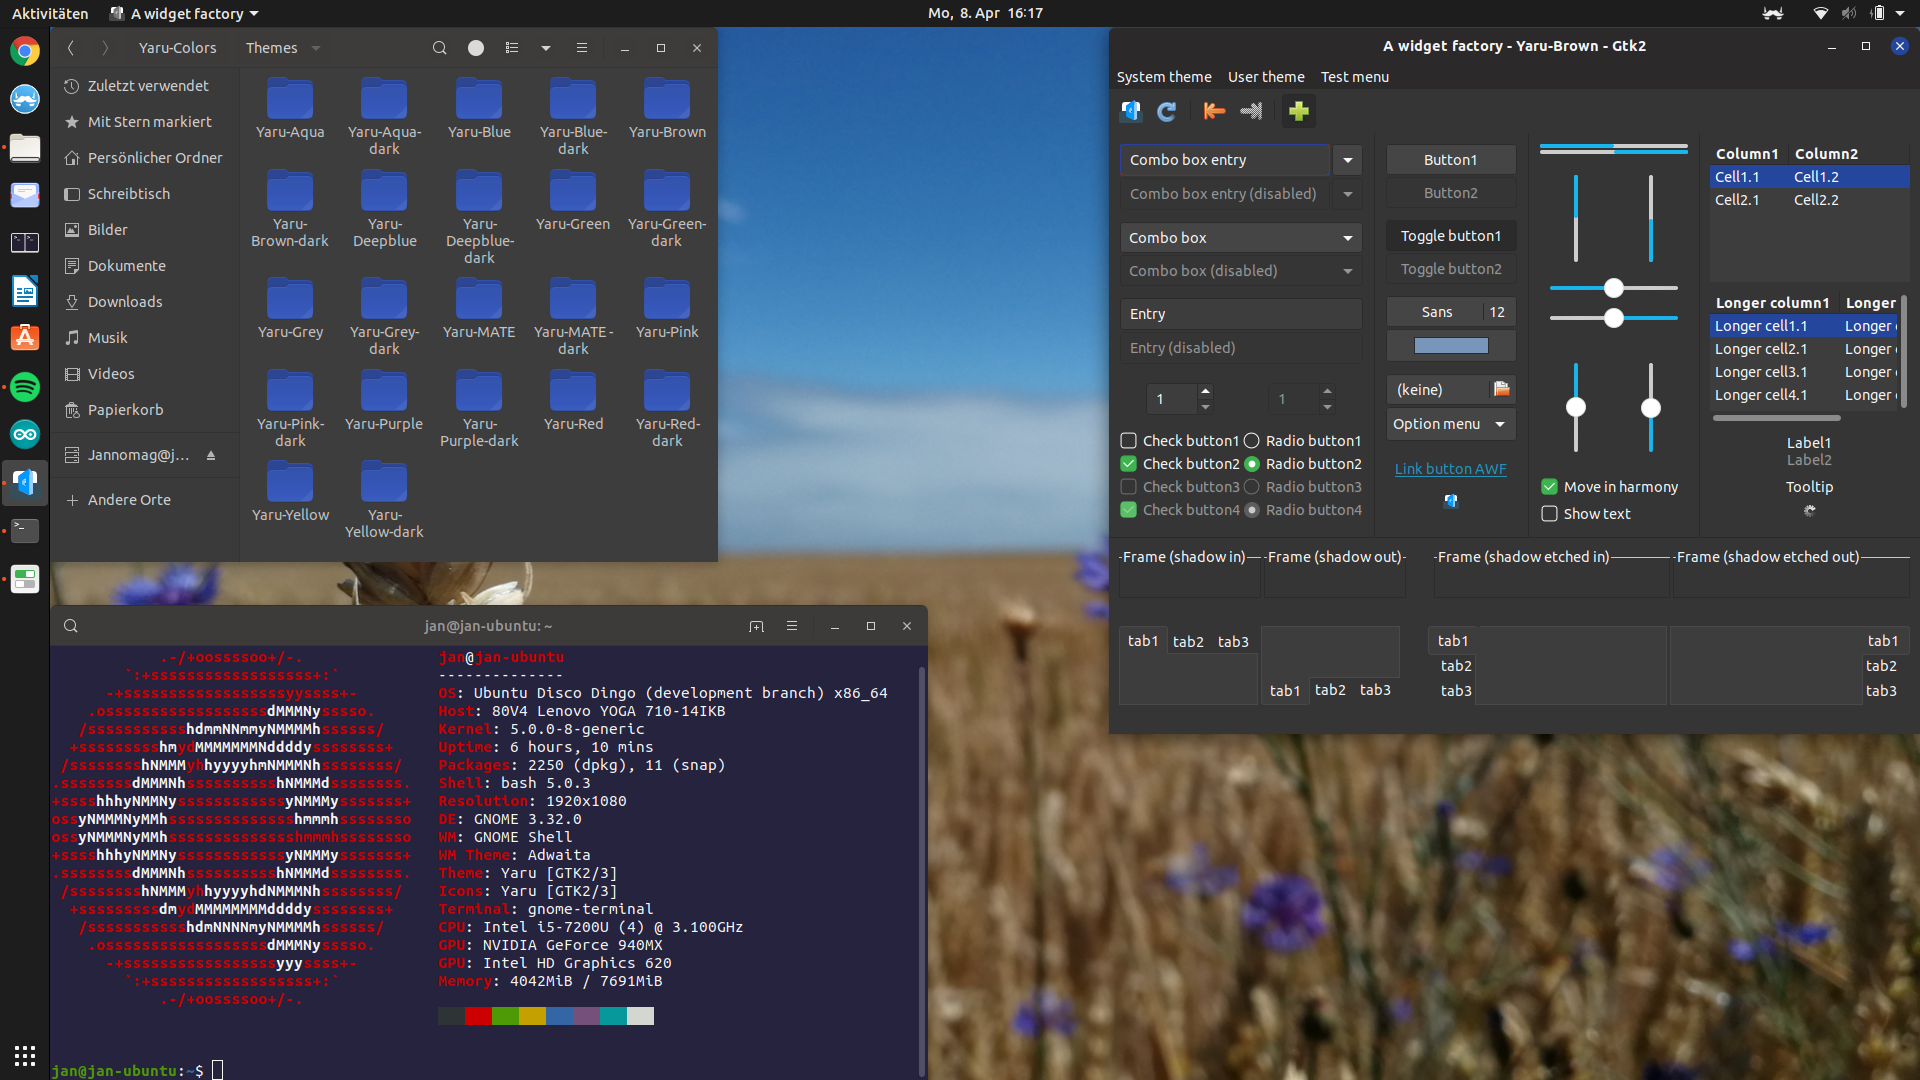 Aktivitäten
A widget factory
Mo, 8. Apr 16:17
Yaru-Colors
Themes
Zuletzt verwendet
Mit Stern markiert
Persönlicher Ordner
Schreibtisch
Bilder
Dokumente
Downloads
Musik
Videos
Papierkorb
Jannomag@j…
Andere Orte
Yaru-Aqua
Yaru-Aqua-
dark
Yaru-Blue
Yaru-Blue-
dark
Yaru-Brown
Yaru-
Brown-dark
Yaru-
Deepblue
Yaru-
Deepblue-
dark
Yaru-Green
Yaru-Green-
dark
Yaru-Grey
Yaru-Grey-
dark
Yaru-MATE
Yaru-MATE-
dark
Yaru-Pink
Yaru-Pink-
dark
Yaru-Purple
Yaru-
Purple-dark
Yaru-Red
Yaru-Red-
dark
Yaru-Yellow
Yaru-
Yellow-dark
A widget factory - Yaru-Brown - Gtk2
System theme User theme Test menu
Combo box entry
Combo box entry (disabled)
Combo box
Combo box (disabled)
Entry
Entry (disabled)
1
1
Check button1 Radio button1
Check button2 Radio button2
Check button3 Radio button3
Check button4 Radio button4
Button1
Button2
Toggle button1
Toggle button2
Sans 12
(keine)
Option menu
Link button AWF
Move in harmony
Show text
Column1 Column2
Cell1.1 Cell1.2
Cell2.1 Cell2.2
Longer column1 Longer
Longer cell1.1 Longer
Longer cell2.1 Longer
Longer cell3.1 Longer
Longer cell4.1 Longer
Label1
Label2
Tooltip
Frame (shadow in) Frame (shadow out) Frame (shadow etched in) Frame (shadow etched out)
tab1 tab2 tab3
tab1 tab2 tab3
tab1
tab2
tab3
tab1
tab2
tab3
jan@jan-ubuntu: ~
jan@jan-ubuntu
--------------
OS: Ubuntu Disco Dingo (development branch) x86_64
Host: 80V4 Lenovo YOGA 710-14IKB
Kernel: 5.0.0-8-generic
Uptime: 6 hours, 10 mins
Packages: 2250 (dpkg), 11 (snap)
Shell: bash 5.0.3
Resolution: 1920x1080
DE: GNOME 3.32.0
WM: GNOME Shell
WM Theme: Adwaita
Theme: Yaru [GTK2/3]
Icons: Yaru [GTK2/3]
Terminal: gnome-terminal
CPU: Intel i5-7200U (4) @ 3.100GHz
GPU: NVIDIA GeForce 940MX
GPU: Intel HD Graphics 620
Memory: 4042MiB / 7691MiB
jan@jan-ubuntu:~$